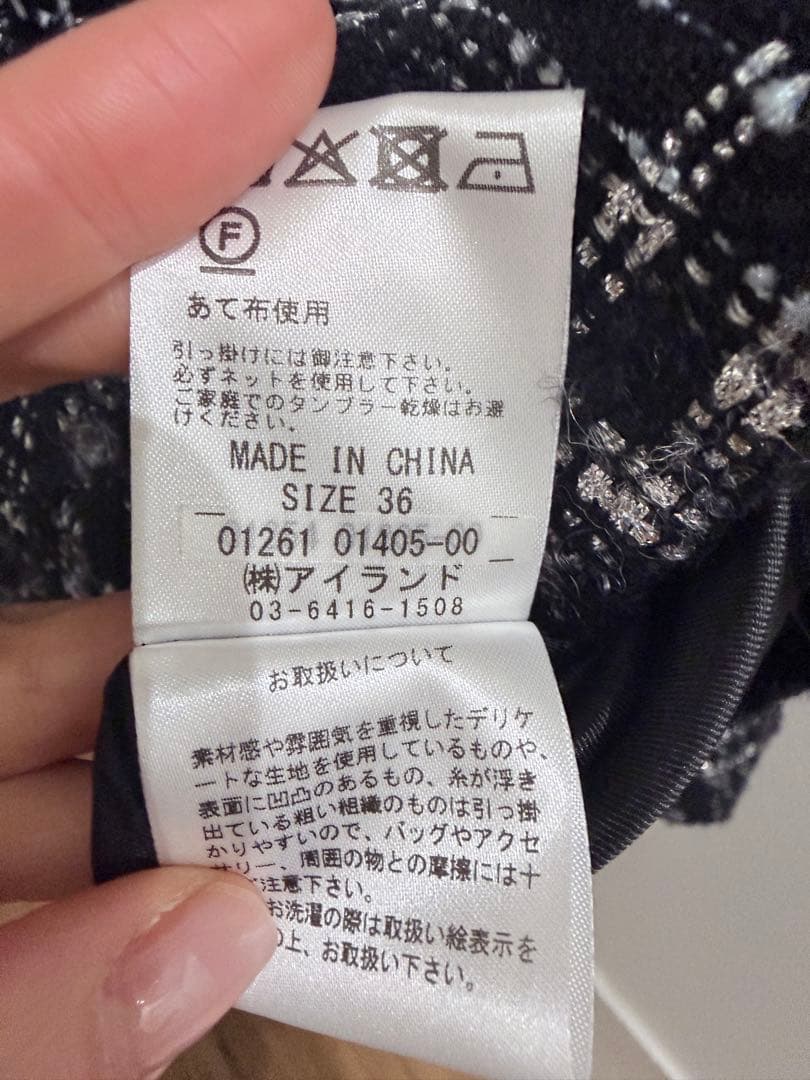 F
あて布使用
引っ掛けには御注意下さい。
必ずネットを使用して下さい。
ご家庭でのタンブラー乾燥はお避
けください。
MADE IN CHINA
SIZE 36
01261 01405-00
㈱アイランド
03-6416-1508
お取扱いについて
素材感や雰囲気を重視したデリケ
ートな生地を使用しているものや、
表面に凹凸のあるもの、糸が浮き
出ている粗い組織のものは引っ掛
かりやすいので、バッグやアクセ
サリー、周囲の物との摩擦には十
ご注意下さい。
お洗濯の際は取扱い絵表示を
の上、お取扱い下さい。